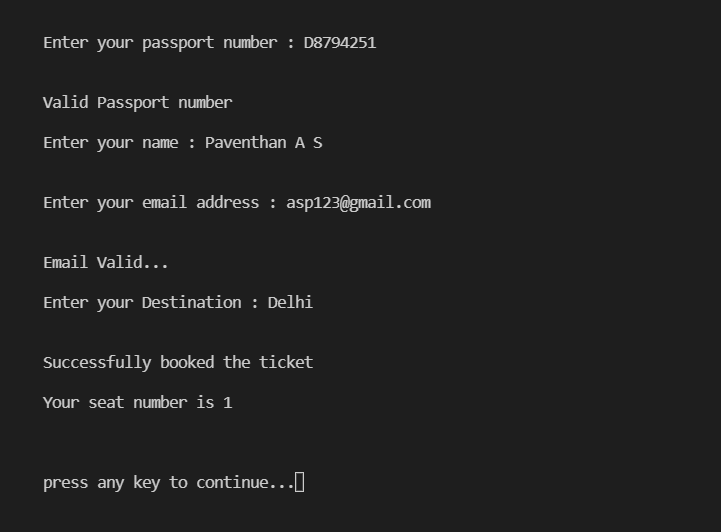 Enter your passport number : D8794251
Valid Passport number
Enter your name : Paventhan A S
Enter your email address : asp123@gmail.com
Email Valid...
Enter your Destination : Delhi
Successfully booked the ticket
Your seat number is 1
press any key to continue...